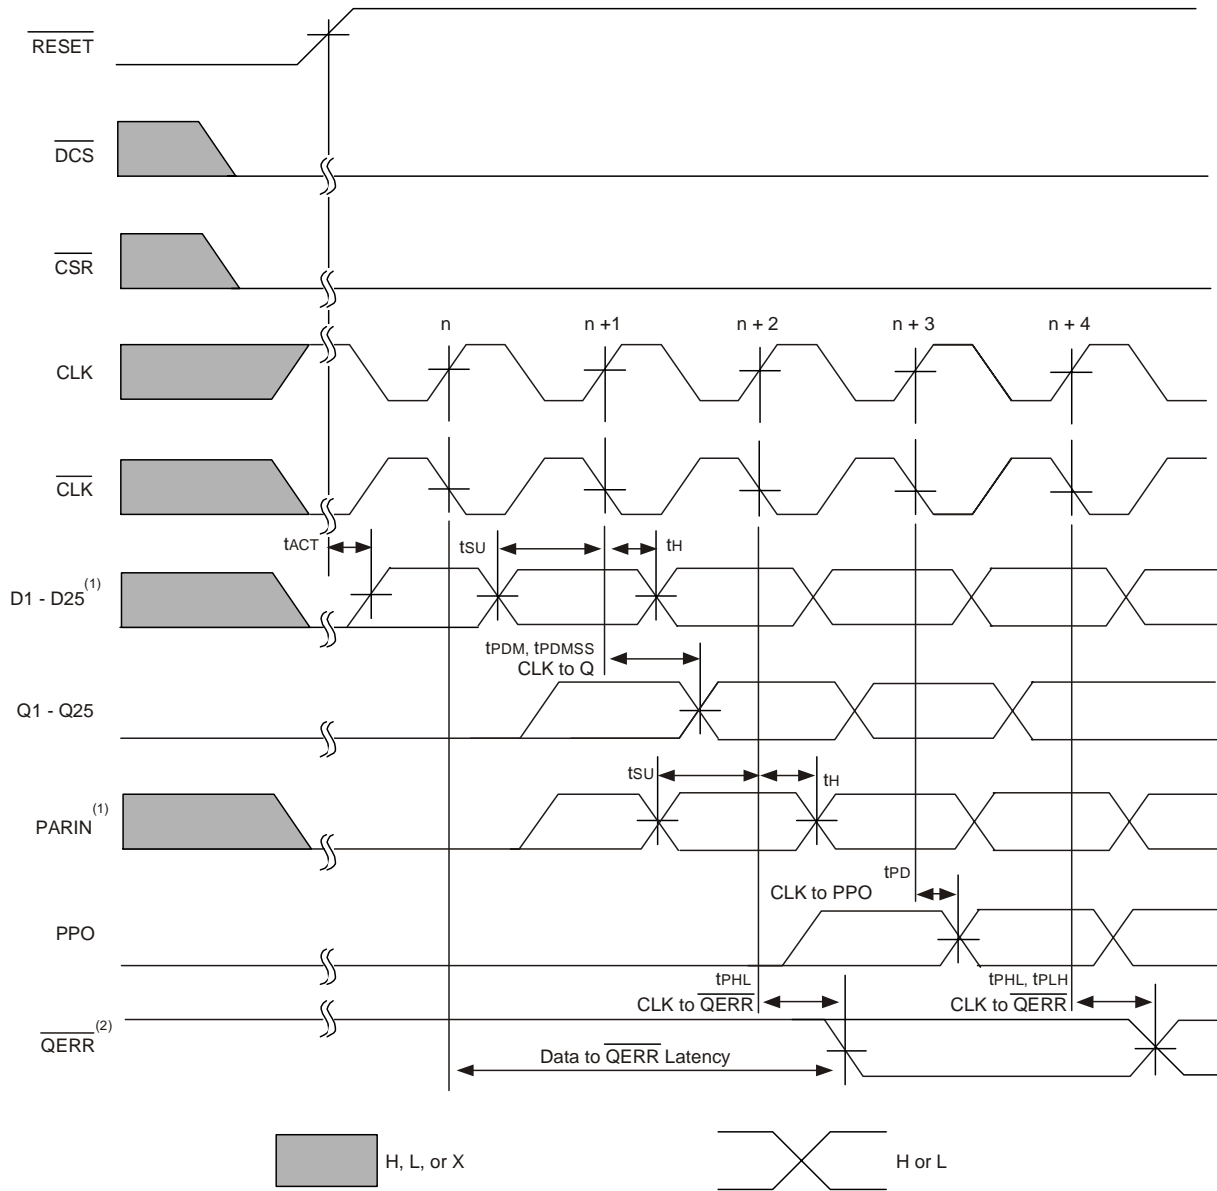 RESET
DCS
CSR
n n +1 n + 2 n + 3 n + 4
CLK
CLK
tACT tSU tH
D1 - D25(1)
tPDM, tPDMSS
CLK to Q
Q1 - Q25
tSU tH
PARIN(1)
tPD
CLK to PPO
PPO
tPHL tPHL, tPLH
CLK to QERR CLK to QERR
QERR(2)
Data to QERR Latency
H, L, or X H or L